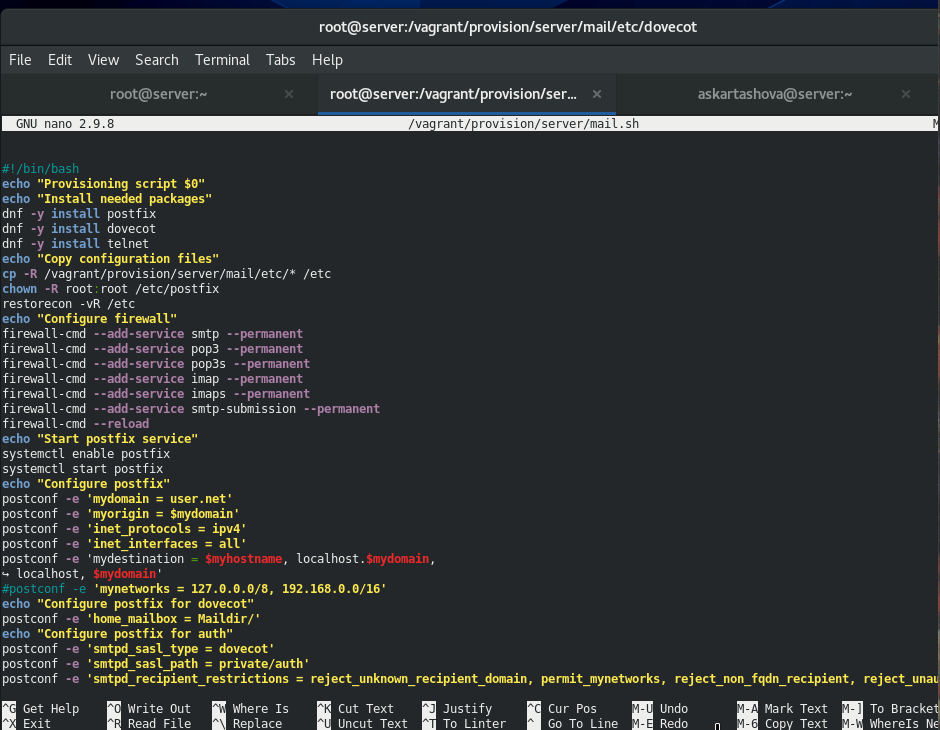 root@server:/vagrant/provision/server/mail/etc/dovecot
File Edit View Search Terminal Tabs Help
root@server:~ × root@server:/vagrant/provision/ser... × askartashova@server:~ ×
GNU nano 2.9.8 /vagrant/provision/server/mail.sh
#!/bin/bash
echo "Provisioning script $0"
echo "Install needed packages"
dnf -y install postfix
dnf -y install dovecot
dnf -y install telnet
echo "Copy configuration files"
cp -R /vagrant/provision/server/mail/etc/* /etc
chown -R root:root /etc/postfix
restorecon -vR /etc
echo "Configure firewall"
firewall-cmd --add-service smtp --permanent
firewall-cmd --add-service pop3 --permanent
firewall-cmd --add-service pop3s --permanent
firewall-cmd --add-service imap --permanent
firewall-cmd --add-service imaps --permanent
firewall-cmd --add-service smtp-submission --permanent
firewall-cmd --reload
echo "Start postfix service"
systemctl enable postfix
systemctl start postfix
echo "Configure postfix"
postconf -e 'mydomain = user.net'
postconf -e 'myorigin = $mydomain'
postconf -e 'inet_protocols = ipv4'
postconf -e 'inet_interfaces = all'
postconf -e 'mydestination = $myhostname, localhost.$mydomain,
↪ localhost, $mydomain'
#postconf -e 'mynetworks = 127.0.0.0/8, 192.168.0.0/16'
echo "Configure postfix for dovecot"
postconf -e 'home_mailbox = Maildir/'
echo "Configure postfix for auth"
postconf -e 'smtpd_sasl_type = dovecot'
postconf -e 'smtpd_sasl_path = private/auth'
postconf -e 'smtpd_recipient_restrictions = reject_unknown_recipient_domain, permit_mynetworks, reject_non_fqdn_recipient, reject_unau
^G Get Help ^O Write Out ^W Where Is ^K Cut Text ^J Justify ^C Cur Pos M-U Undo M-A Mark Text M-] To Bracket
^X Exit ^R Read File ^\ Replace ^U Uncut Text ^T To Linter ^_ Go To Line M-E Redo M-6 Copy Text M-W WhereIs Ne